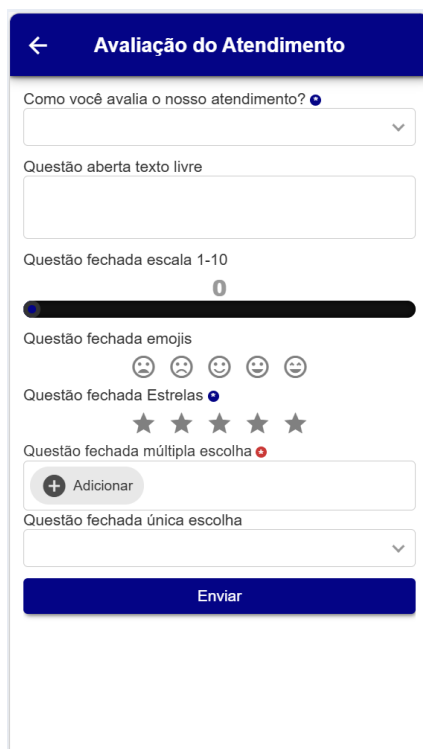 Avaliação do Atendimento
Como você avalia o nosso atendimento?
Questão aberta texto livre
Questão fechada escala 1-10
0
Questão fechada emojis
Questão fechada Estrelas
Questão fechada múltipla escolha
Adicionar
Questão fechada única escolha
Enviar